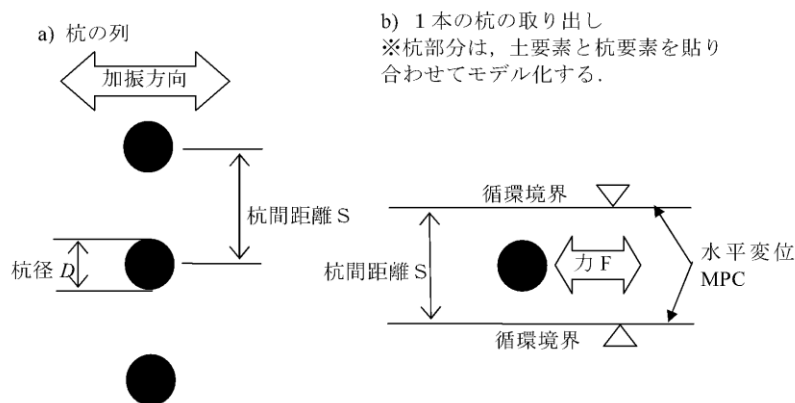 a) 杭の列
加振方向
杭間距離 S
杭径 D
b) 1本の杭の取り出し
※杭部分は，土要素と杭要素を貼り
合わせてモデル化する．
循環境界
杭間距離 S
力 F
水平変位
MPC
循環境界